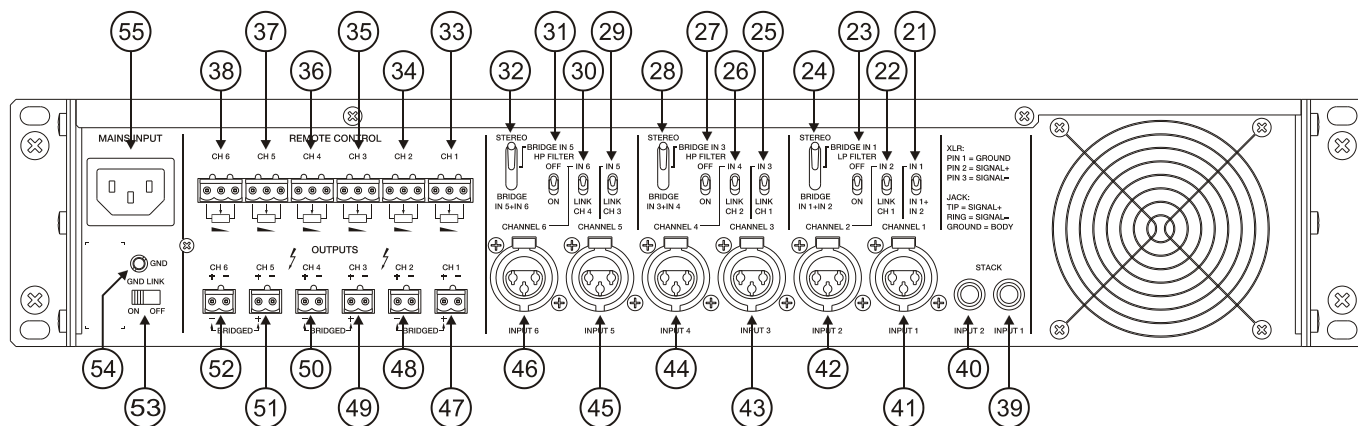 55 37 35 33 31 29 27 25 23 21
38 36 34 32 30 28 26 24 22
MAINS INPUT
REMOTE CONTROL
CH 6 CH 5 CH 4 CH 3 CH 2 CH 1
STEREO
BRIDGE IN 5
HP FILTER
OFF
ON
BRIDGE
IN 5+IN 6
IN 6
LINK
CH 4
IN 5
LINK
CH 3
STEREO
BRIDGE IN 3
HP FILTER
OFF
ON
BRIDGE
IN 3+IN 4
IN 4
LINK
CH 2
IN 3
LINK
CH 1
STEREO
BRIDGE IN 1
LP FILTER
OFF
ON
BRIDGE
IN 1+IN 2
IN 2
LINK
CH 1
IN 1
IN 1+
IN 2
XLR:
PIN 1 = GROUND
PIN 2 = SIGNAL+
PIN 3 = SIGNAL–
JACK:
TIP = SIGNAL+
RING = SIGNAL–
GROUND = BODY
CHANNEL 6 CHANNEL 5 CHANNEL 4 CHANNEL 3 CHANNEL 2 CHANNEL 1
GND
GND LINK
ON OFF
OUTPUTS
CH 6 CH 5 CH 4 CH 3 CH 2 CH 1
+ – + – + – + – + – + –
– BRIDGED + – BRIDGED + – BRIDGED +
STACK
INPUT 6 INPUT 5 INPUT 4 INPUT 3 INPUT 2 INPUT 1 INPUT 2 INPUT 1
54 52 50 48 46 44 42 40
53 51 49 47 45 43 41 39